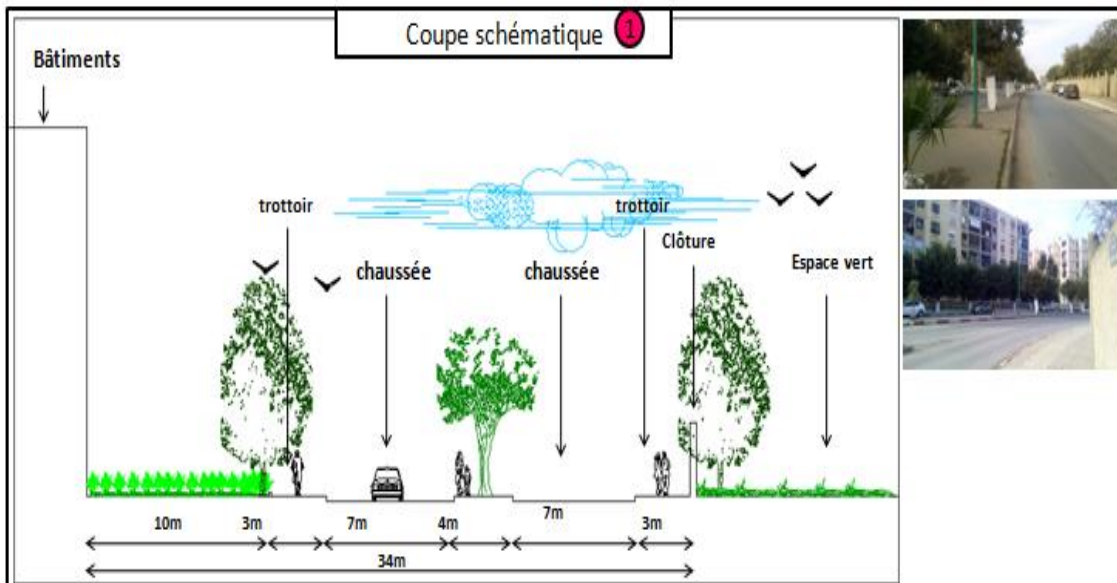 Coupe schématique 1
Bâtiments
trottoir
trottoir
Clôture
chaussée
chaussée
Espace vert
10m
3m
7m
4m
7m
3m
34m